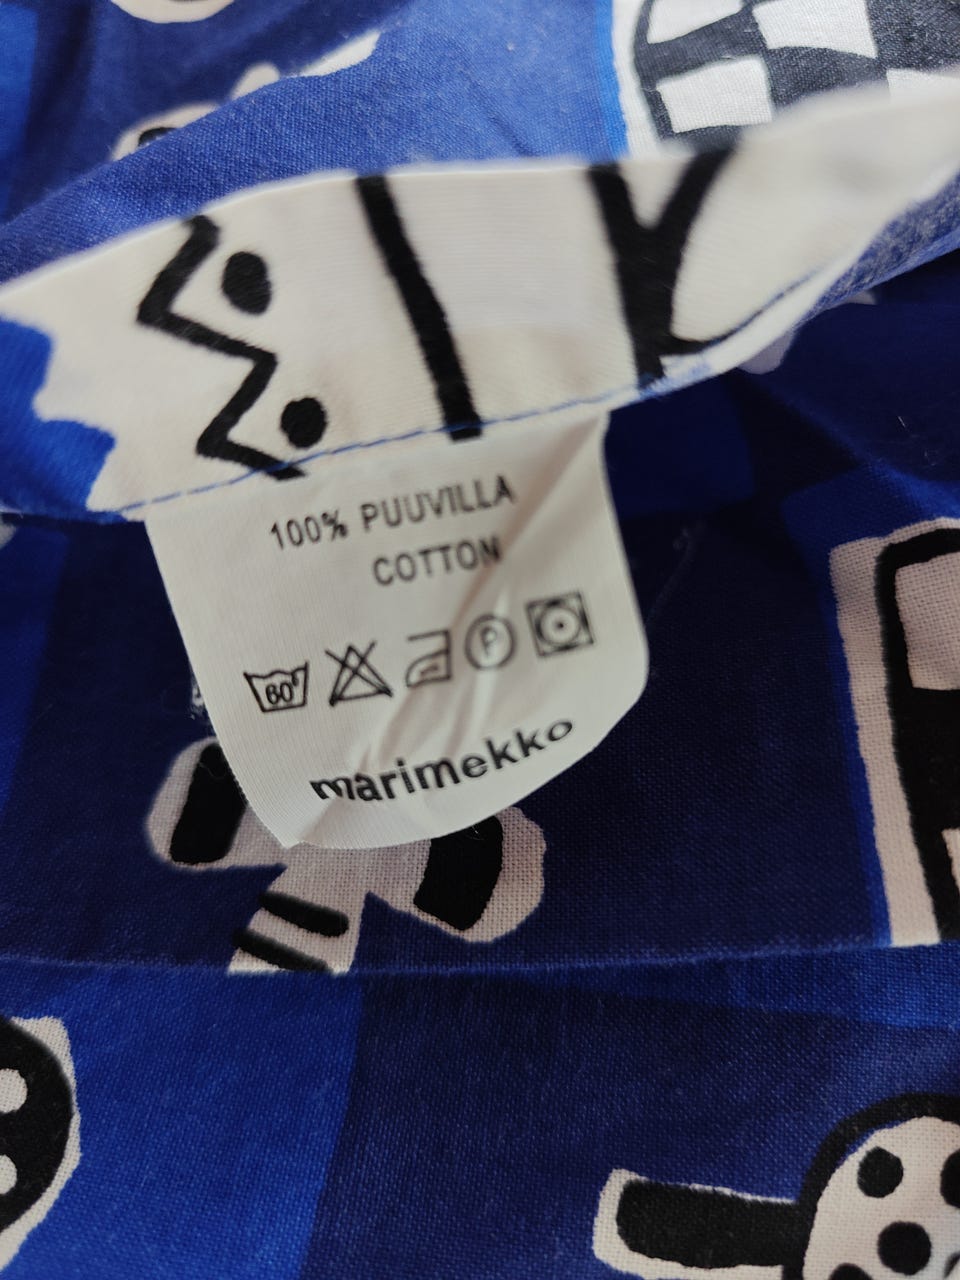 100% PUUVILLA
COTTON
60°
P
marimekko